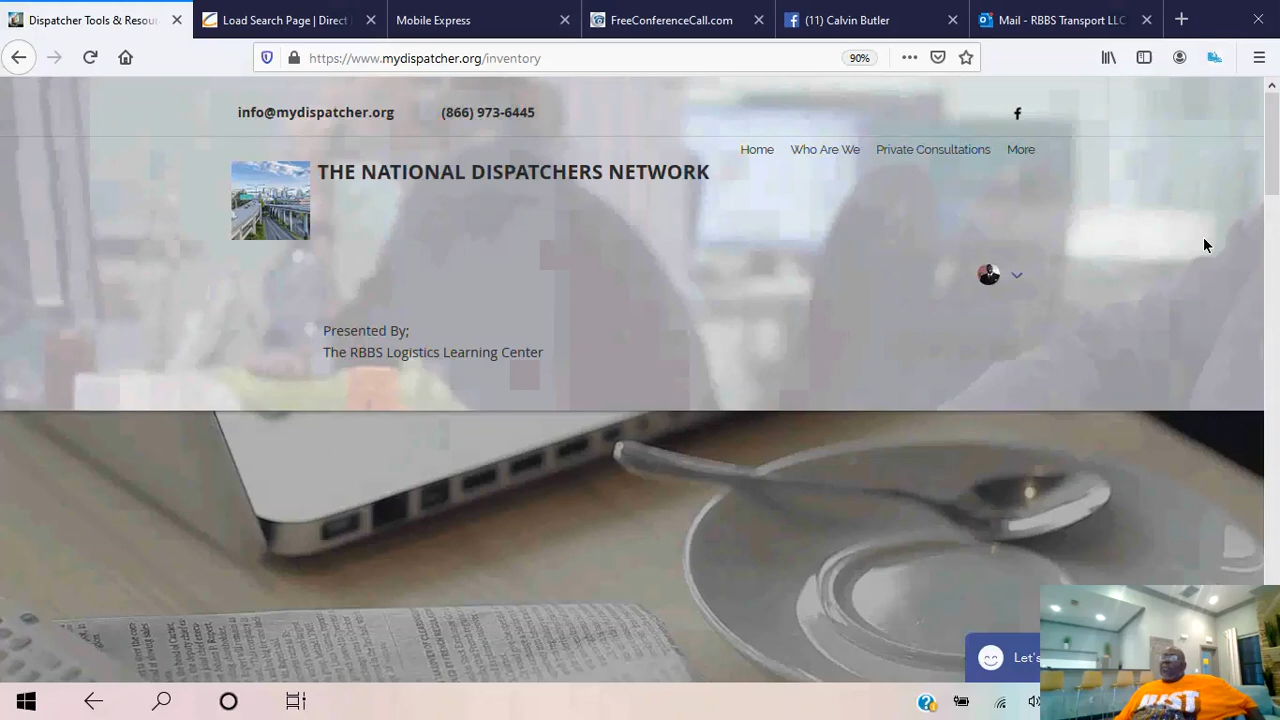 Dispatcher Tools & Resou
Load Search Page | Direct
Mobile Express
FreeConferenceCall.com
(11) Calvin Butler
Mail - RBBS Transport LLC
https://www.mydispatcher.org/inventory
90%
info@mydispatcher.org
(866) 973-6445
Home
Who Are We
Private Consultations
More
THE NATIONAL DISPATCHERS NETWORK
Presented By;
The RBBS Logistics Learning Center
Let's
JUST